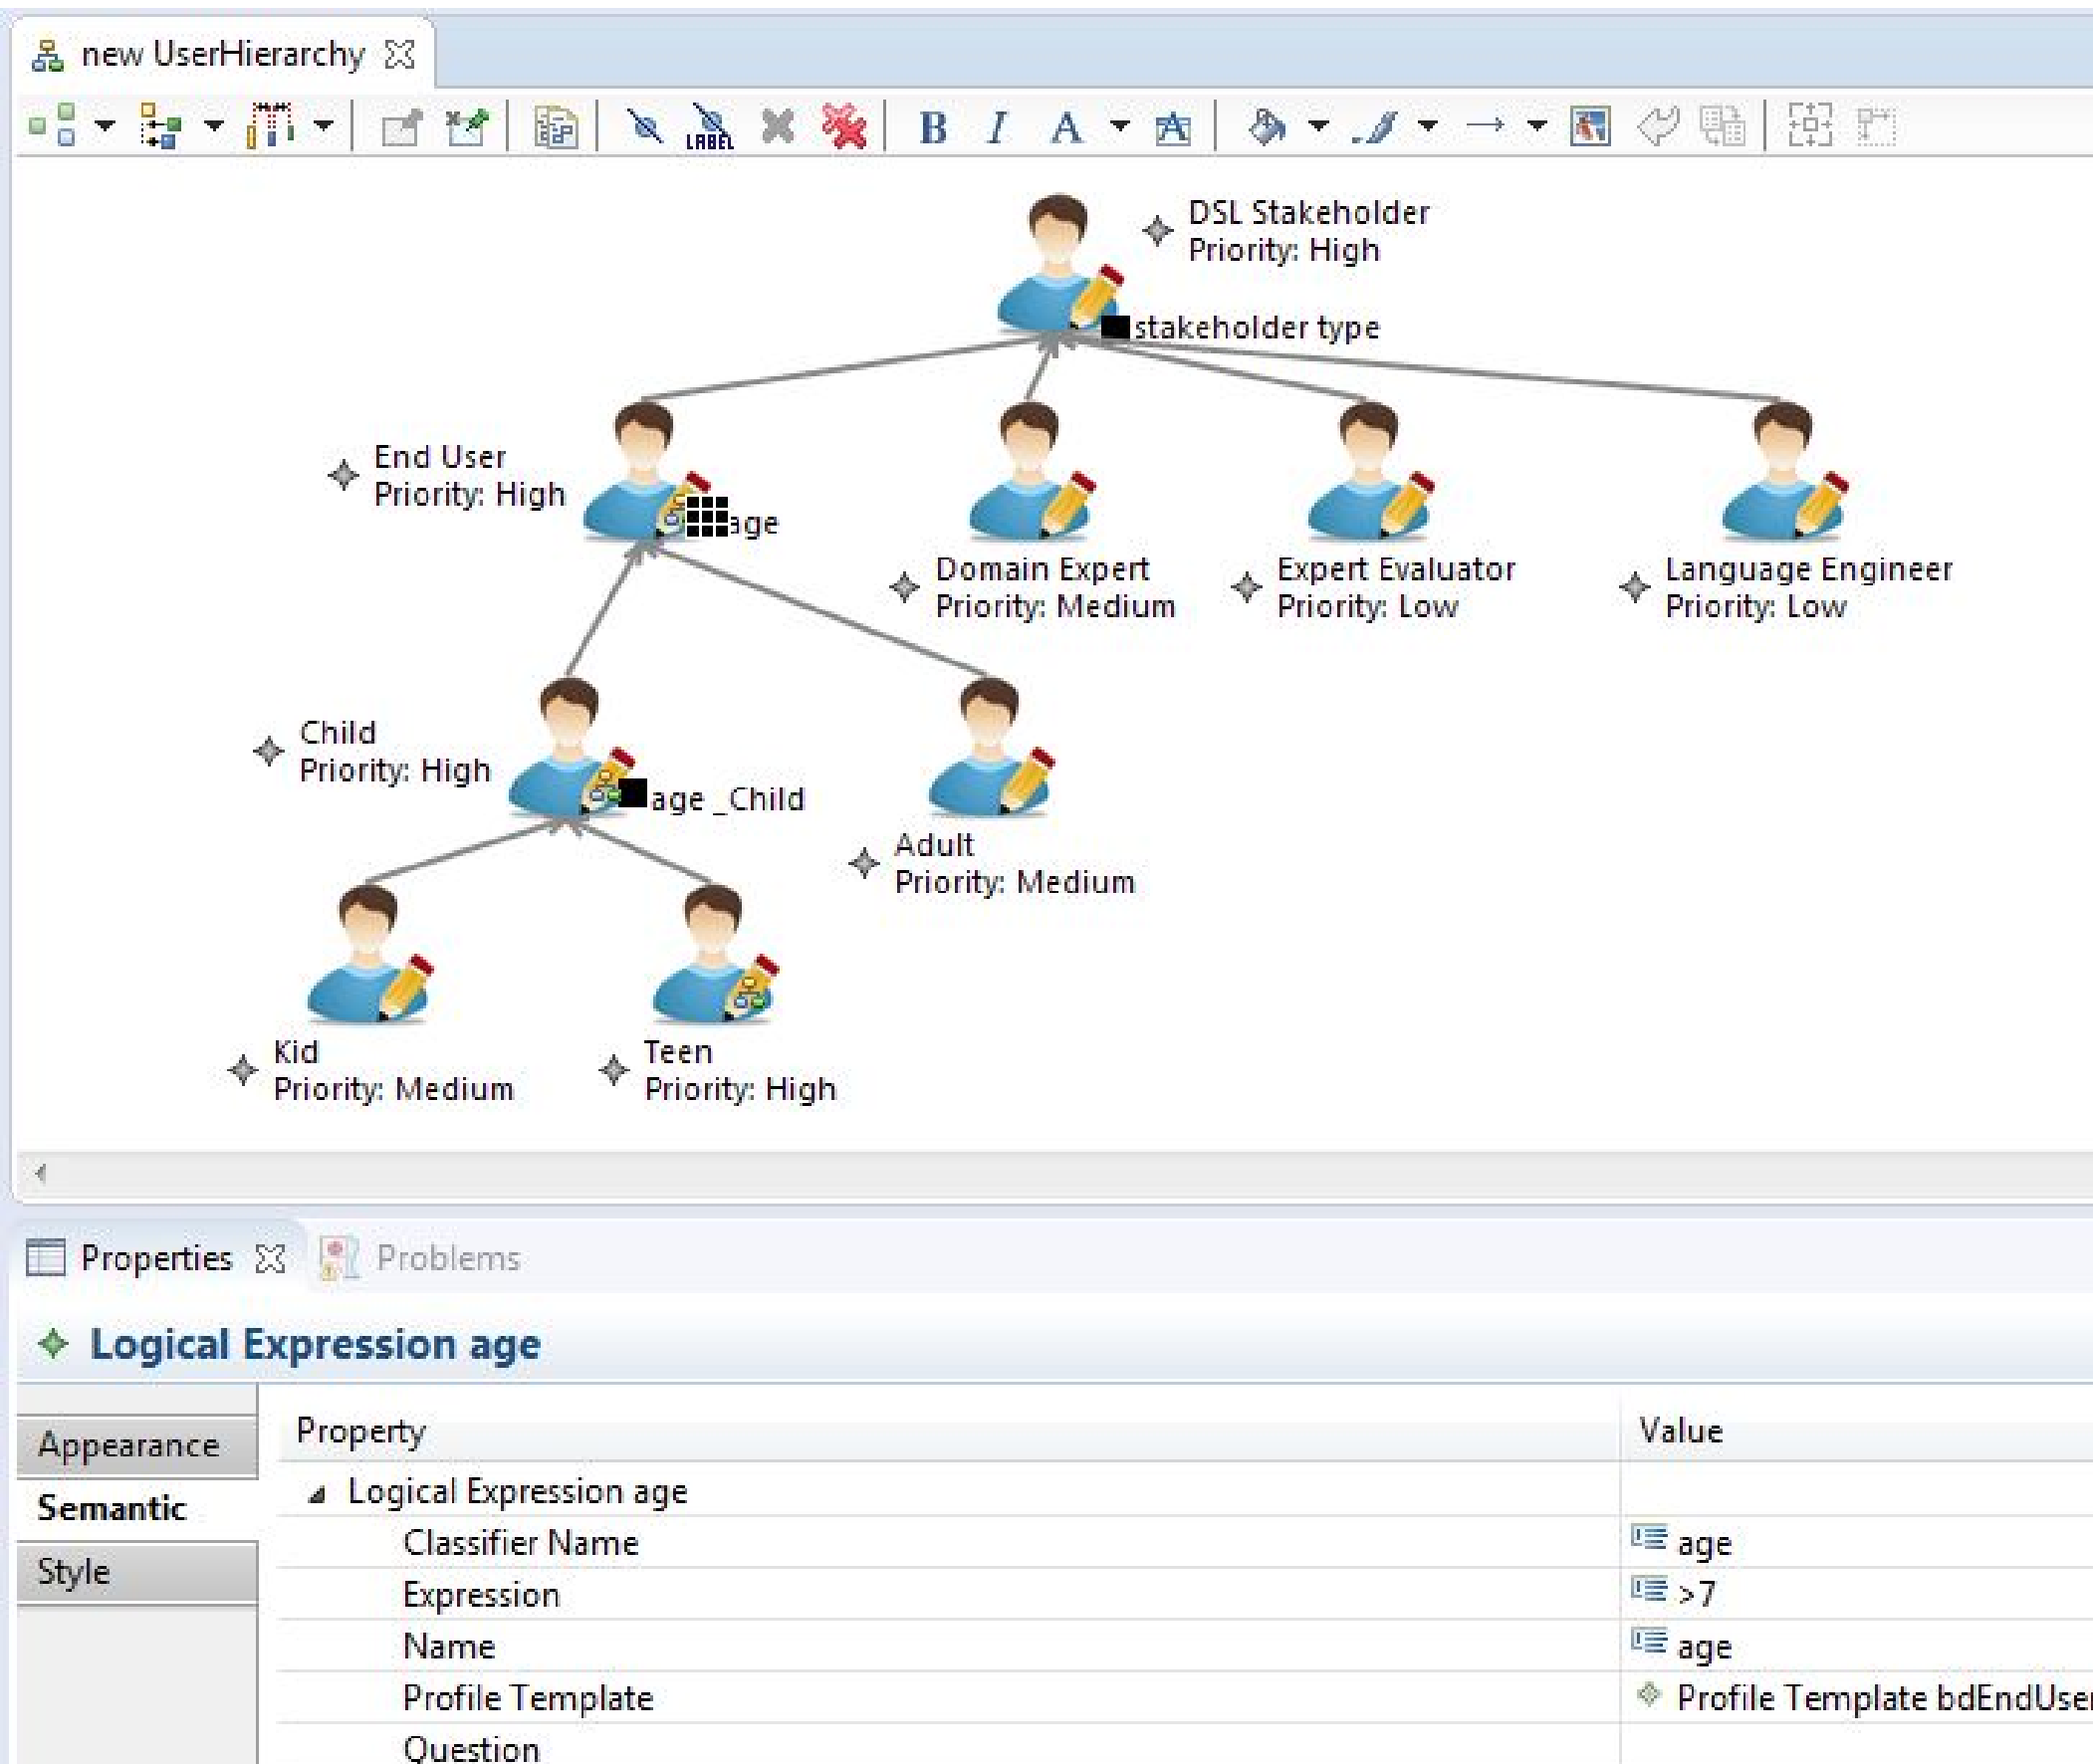 new UserHierarchy
LABEL
B I A A
DSL Stakeholder
Priority: High
stakeholder type
End User
Priority: High
age
Domain Expert
Priority: Medium
Expert Evaluator
Priority: Low
Language Engineer
Priority: Low
Child
Priority: High
age _Child
Adult
Priority: Medium
Kid
Priority: Medium
Teen
Priority: High
Properties
Problems
Logical Expression age
Appearance
Semantic
Style
Property Value
Logical Expression age
Classifier Name age
Expression >7
Name age
Profile Template Profile Template bdEndUser
Question